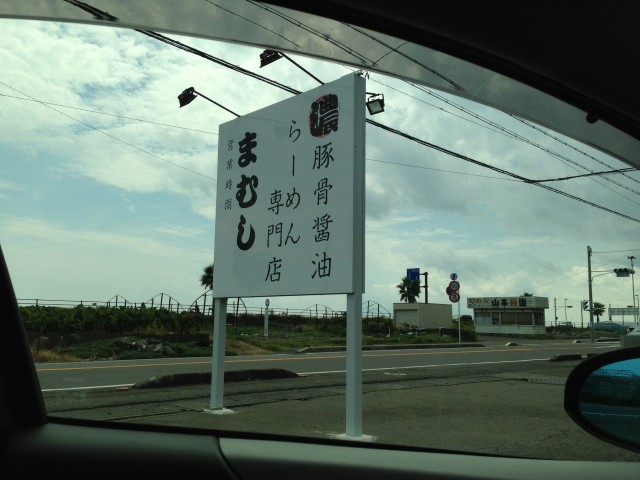 濃豚骨醤油
らーめん
専門店
まむし
営業時間